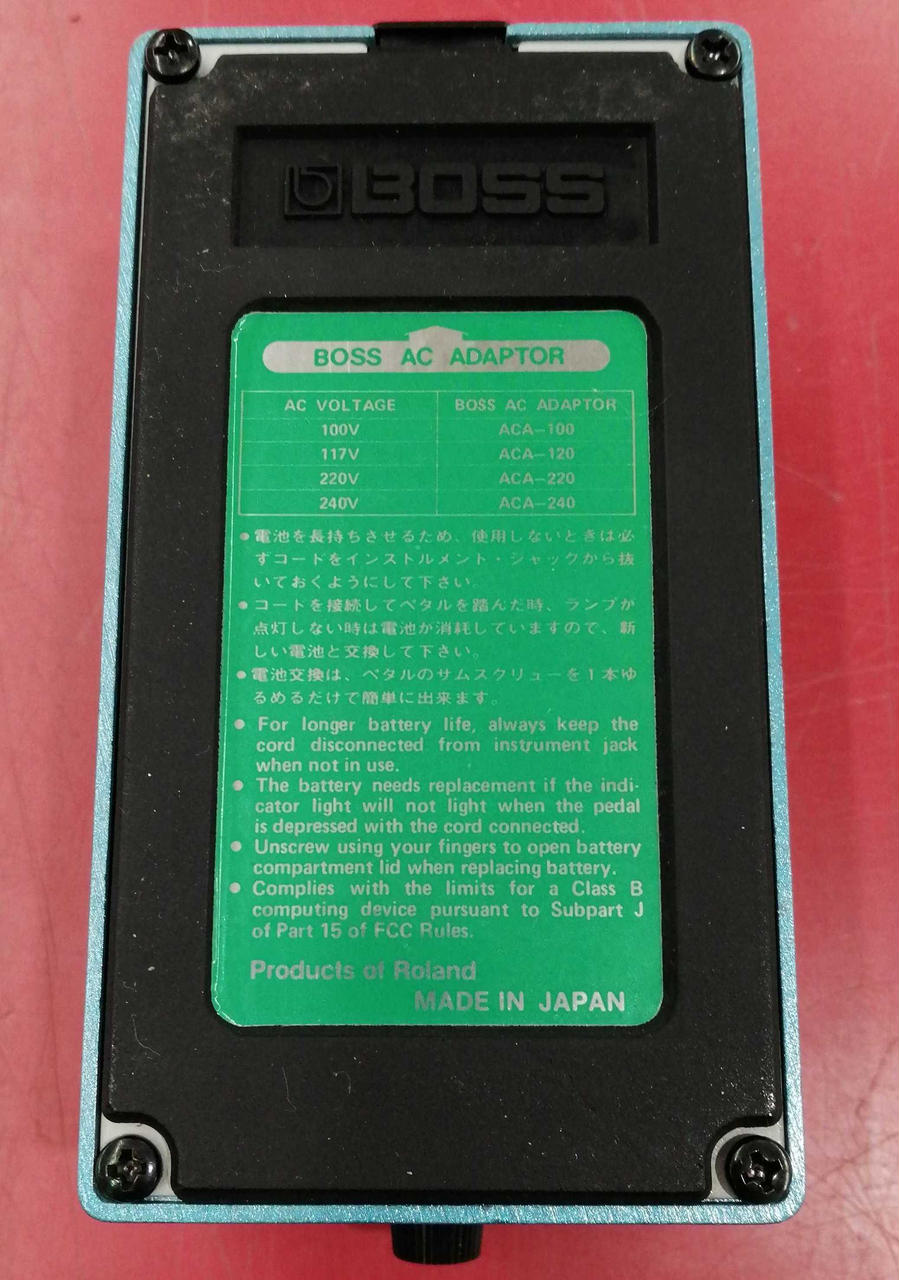 BOSS
BOSS AC ADAPTOR
AC VOLTAGE BOSS AC ADAPTOR
100V ACA-100
117V ACA-120
220V ACA-220
240V ACA-240
●電池を長持ちさせるため、使用しないときは必
ずコードをインストルメント・ジャックから抜
いておくようにして下さい。
●コードを接続してペダルを踏んだ時、ランプが
点灯しない時は電池が消耗していますので、新
しい電池と交換して下さい。
●電池交換は、ペダルのサムスクリューを1本ゆ
るめるだけで簡単に出来ます。
● For longer battery life, always keep the
cord disconnected from instrument jack
when not in use.
● The battery needs replacement if the indi-
cator light will not light when the pedal
is depressed with the cord connected.
● Unscrew using your fingers to open battery
compartment lid when replacing battery.
● Complies with the limits for a Class B
computing device pursuant to Subpart J
of Part 15 of FCC Rules.
Products of Roland
MADE IN JAPAN